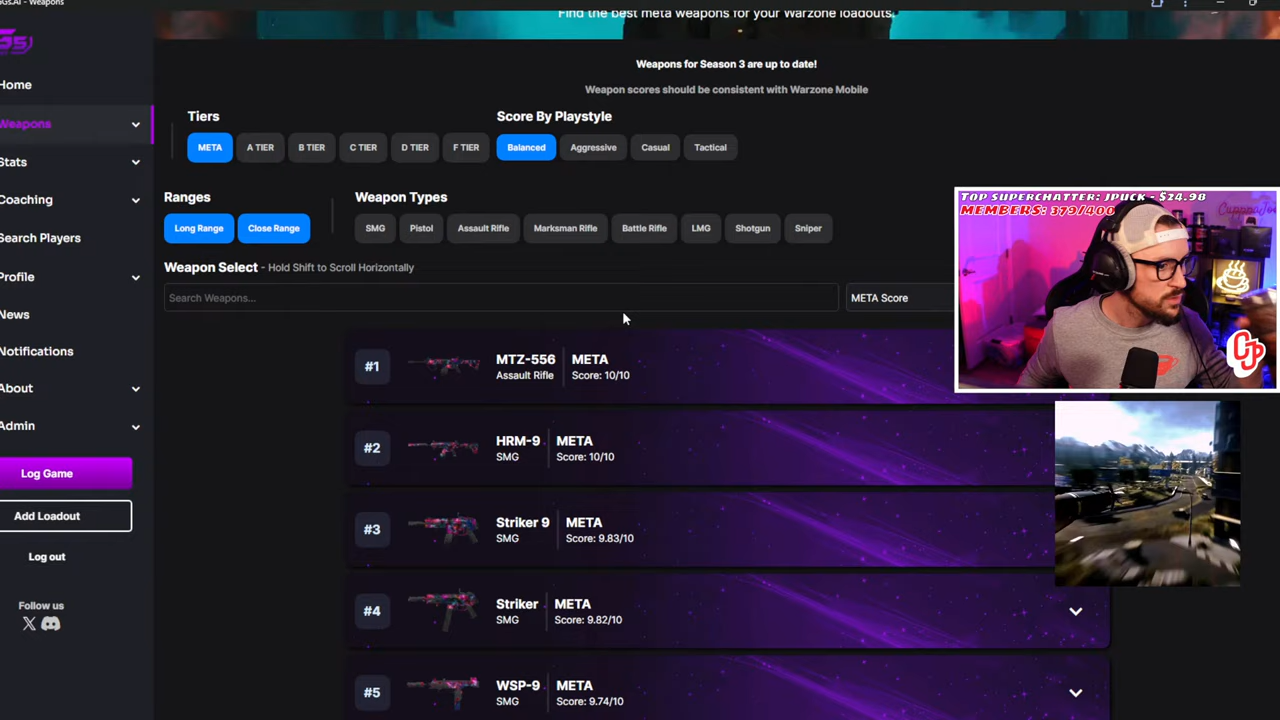 GGs.AI - Weapons
Find the best meta weapons for your Warzone loadouts.
Home
Weapons
Stats
Coaching
Search Players
Profile
News
Notifications
About
Admin
Log Game
Add Loadout
Log out
Follow us
Weapons for Season 3 are up to date!
Weapon scores should be consistent with Warzone Mobile
Tiers
META
A TIER
B TIER
C TIER
D TIER
F TIER
Score By Playstyle
Balanced
Aggressive
Casual
Tactical
Ranges
Long Range
Close Range
Weapon Types
SMG
Pistol
Assault Rifle
Marksman Rifle
Battle Rifle
LMG
Shotgun
Sniper
Weapon Select - Hold Shift to Scroll Horizontally
Search Weapons...
META Score
#1
MTZ-556
Assault Rifle
META
Score: 10/10
#2
HRM-9
SMG
META
Score: 10/10
#3
Striker 9
SMG
META
Score: 9.83/10
#4
Striker
SMG
META
Score: 9.82/10
#5
WSP-9
SMG
META
Score: 9.74/10
TOP SUPERCHATTER: JPUCK - $24.98
MEMBERS: 379/400
CJ